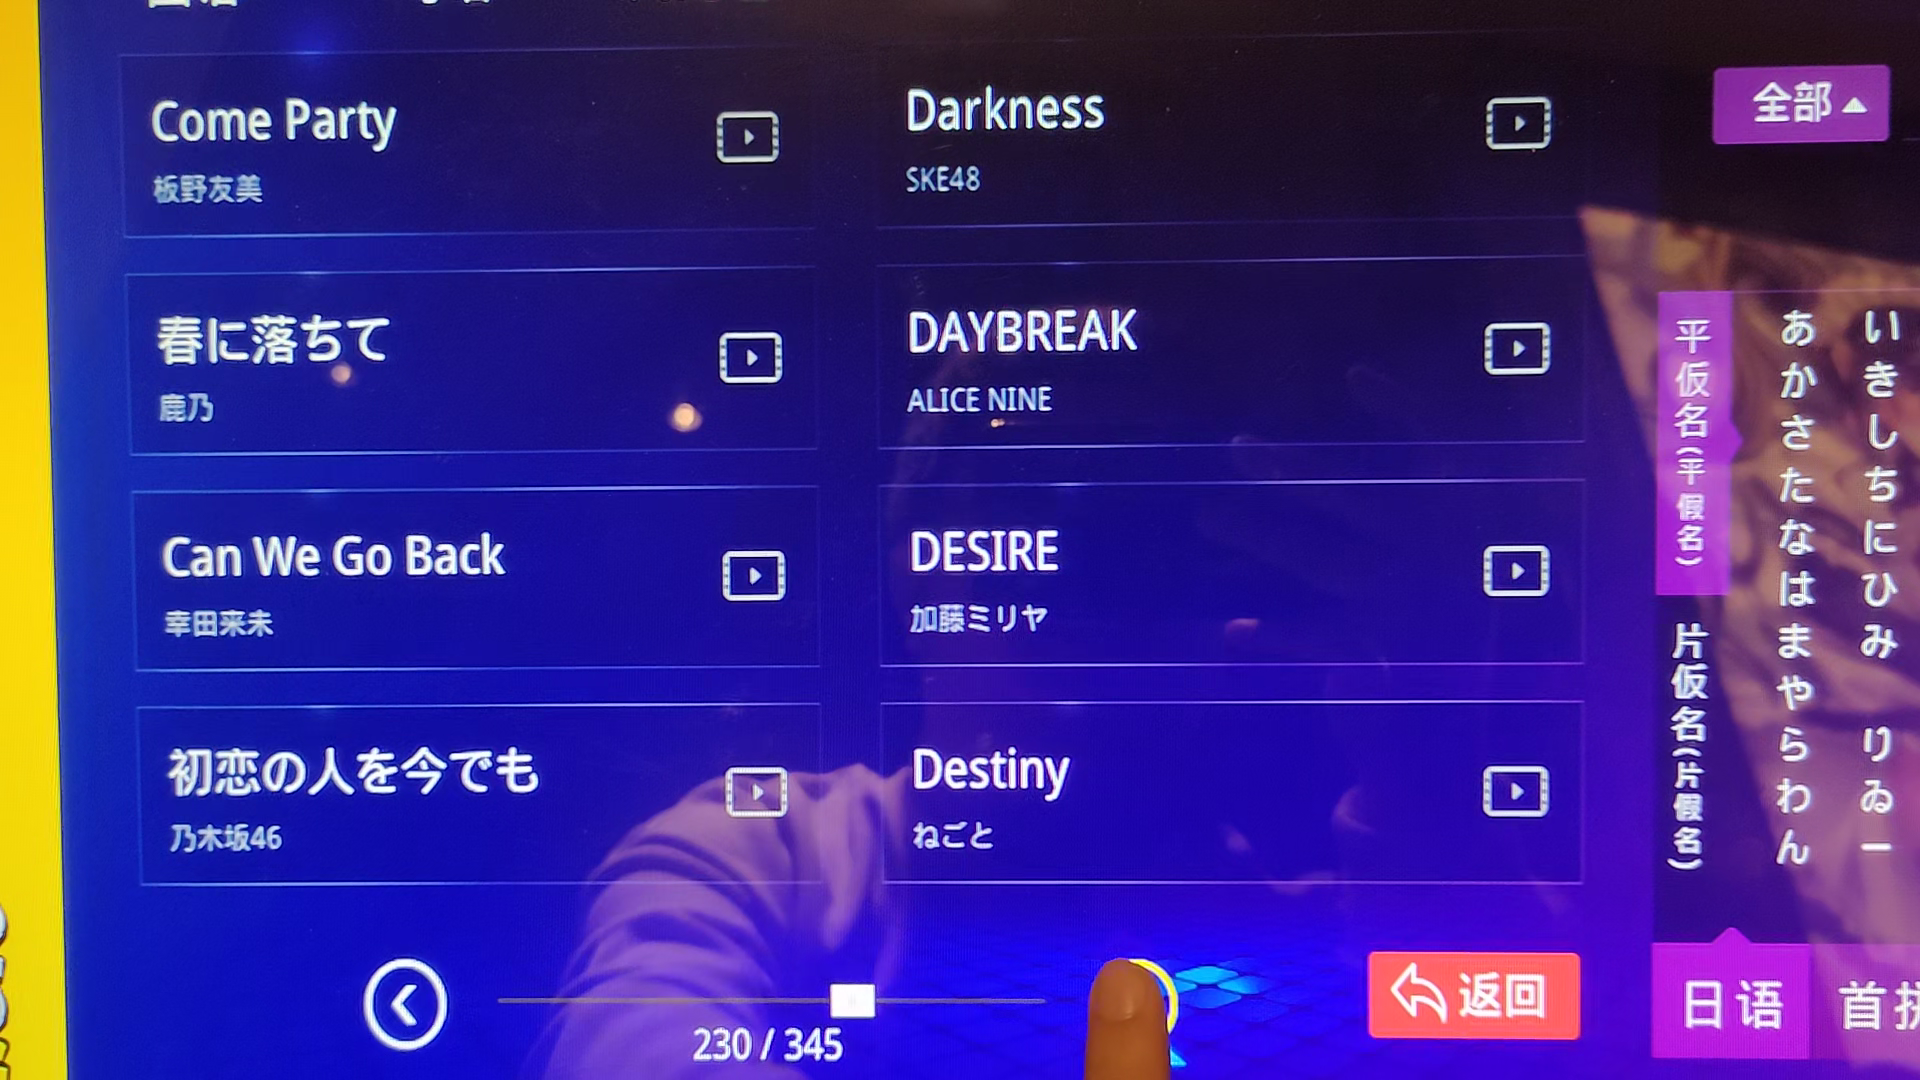 Come Party
板野友美
Darkness
SKE48
春に落ちて
鹿乃
DAYBREAK
ALICE NINE
Can We Go Back
幸田来未
DESIRE
加藤ミリヤ
初恋の人を今でも
乃木坂46
Destiny
ねごと
230 / 345
返回
全部
平仮名(平假名)
片仮名(片假名)
あかさたなはまやらわん
いきしちにひみ りゐー
日语
首拼